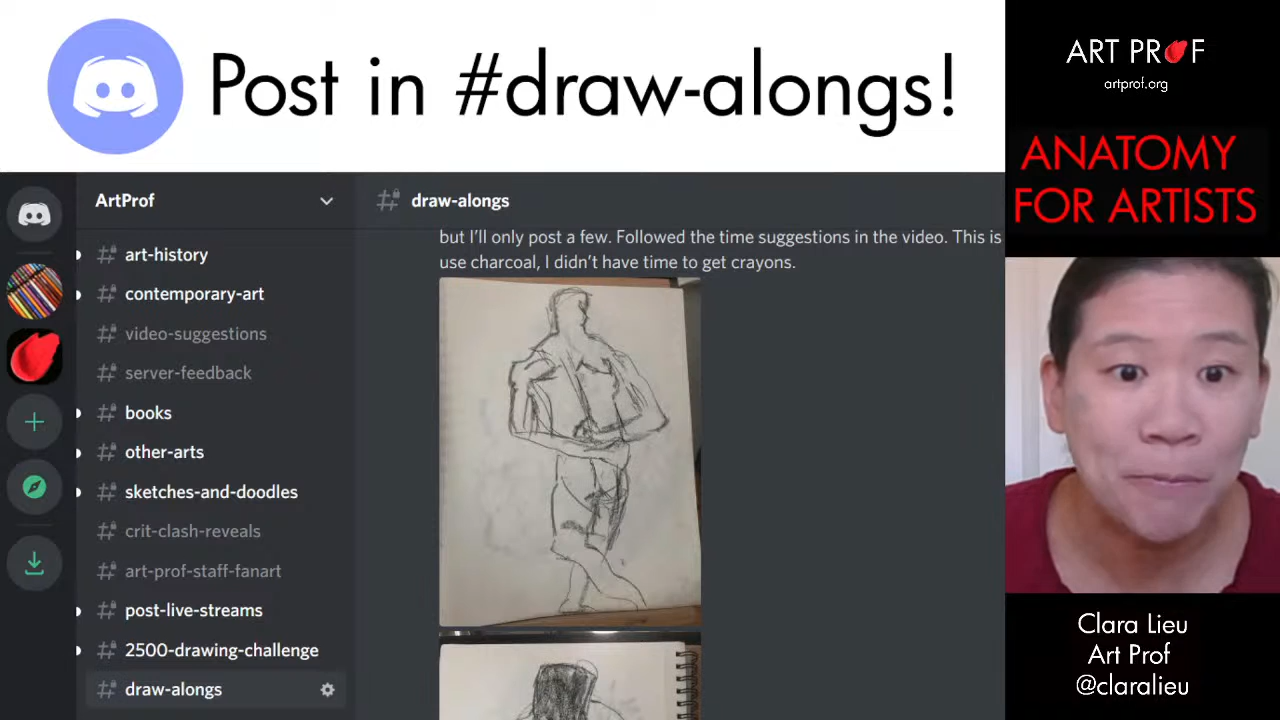 Post in #draw-alongs!
ART PROF
artprof.org
ANATOMY
FOR ARTISTS
ArtProf
art-history
contemporary-art
video-suggestions
server-feedback
books
other-arts
sketches-and-doodles
crit-clash-reveals
art-prof-staff-fanart
post-live-streams
2500-drawing-challenge
draw-alongs
draw-alongs
but I'll only post a few. Followed the time suggestions in the video. This is
use charcoal, I didn't have time to get crayons.
Clara Lieu
Art Prof
@claralieu